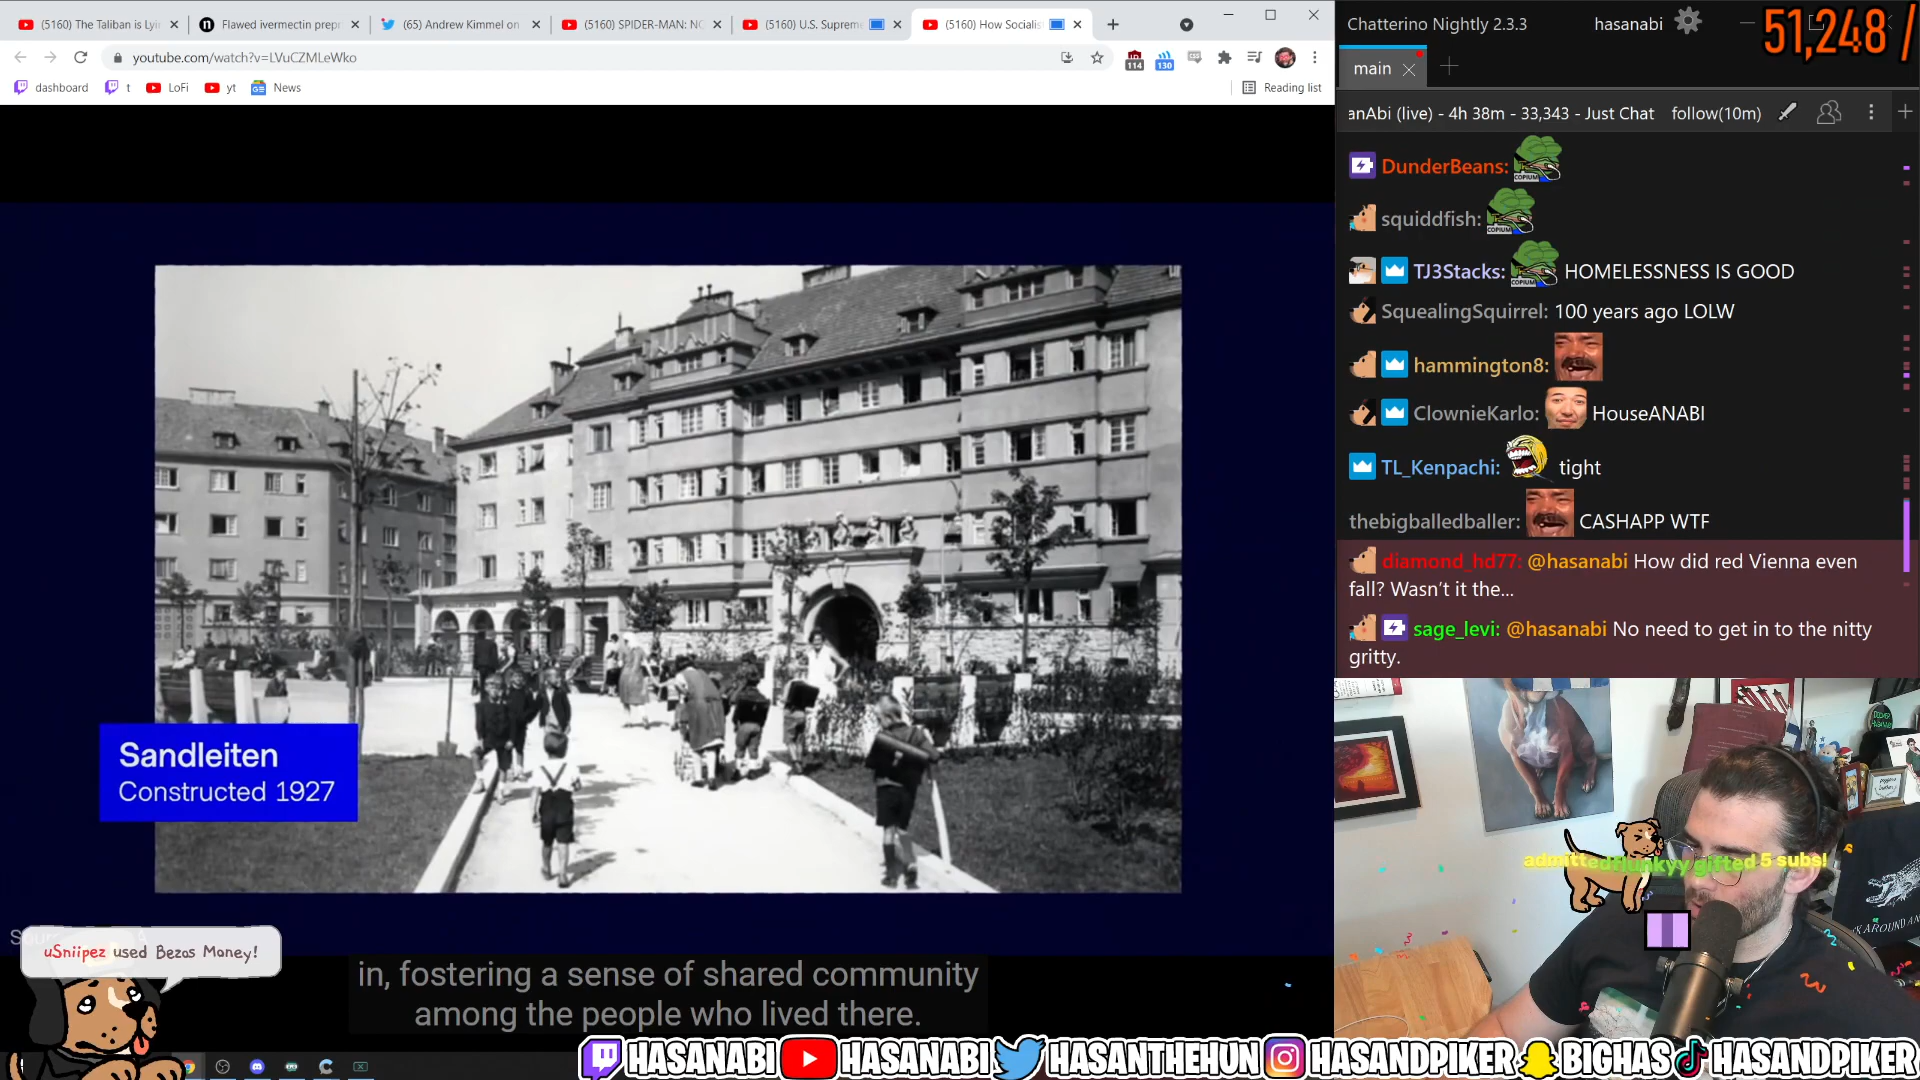 (5160) The Taliban is Lyi
Flawed ivermectin prepr
(65) Andrew Kimmel on
(5160) SPIDER-MAN: NO
(5160) U.S. Supreme
(5160) How Socialis
youtube.com/watch?v=LVuCZMLeWko
114
130
dashboard
t
LoFi
yt
News
Reading list
Sandleiten
Constructed 1927
uSniipez used Bezos Money!
in, fostering a sense of shared community
among the people who lived there.
Chatterino Nightly 2.3.3
hasanabi
51,248 /
main
anAbi (live) - 4h 38m - 33,343 - Just Chat
follow(10m)
DunderBeans:
COPIUM
squiddfish:
COPIUM
TJ3Stacks: COPIUM HOMELESSNESS IS GOOD
SquealingSquirrel: 100 years ago LOLW
hammington8:
ClownieKarlo: HouseANABI
TL_Kenpachi: tight
thebigballedballer: CASHAPP WTF
diamond_hd77: @hasanabi How did red Vienna even
fall? Wasn't it the...
sage_levi: @hasanabi No need to get in to the nitty
gritty.
admittedflunkyy gifted 5 subs!
HASANABI
HASANABI
HASANTHEHUN
HASANDPIKER
BIGHAS
HASANDPIKER